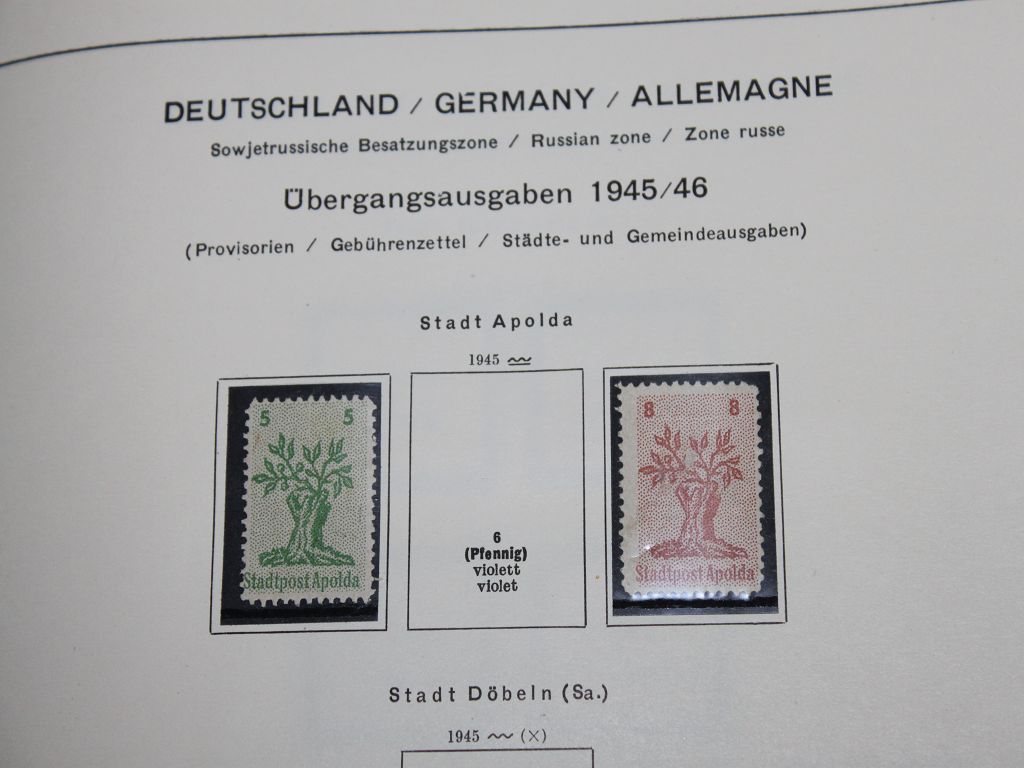 DEUTSCHLAND / GERMANY / ALLEMAGNE
Sowjetrussische Besatzungszone / Russian zone / Zone russe
Übergangsausgaben 1945/46
(Provisorien / Gebührenzettel / Städte- und Gemeindeausgaben)
Stadt Apolda
1945
5 5
Stadtpost Apolda
6
(Pfennig)
violett
violet
8 8
Stadtpost Apolda
Stadt Döbeln (Sa.)
1945 (X)